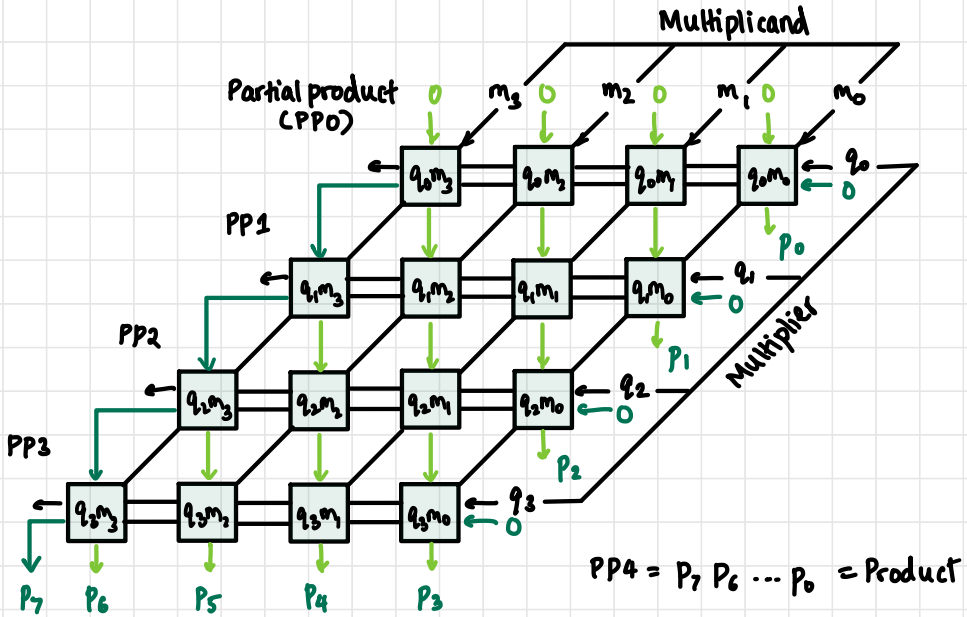 Multiplicand
Partial product
(PP0)
0 m₃ 0 m₂ 0 m₁ 0 m₀
q₀m₃ q₀m₂ q₀m₁ q₀m₀ q₀
0
PP1
P₀
q₁m₃ q₁m₂ q₁m₁ q₁m₀ q₁
0
PP2
P₁
Multiplier
q₂m₃ q₂m₂ q₂m₁ q₂m₀ q₂
0
PP3
P₂
q₃m₃ q₃m₂ q₃m₁ q₃m₀ q₃
0
P₇ P₆ P₅ P₄ P₃
PP4 = P₇ P₆ ... P₀ = Product